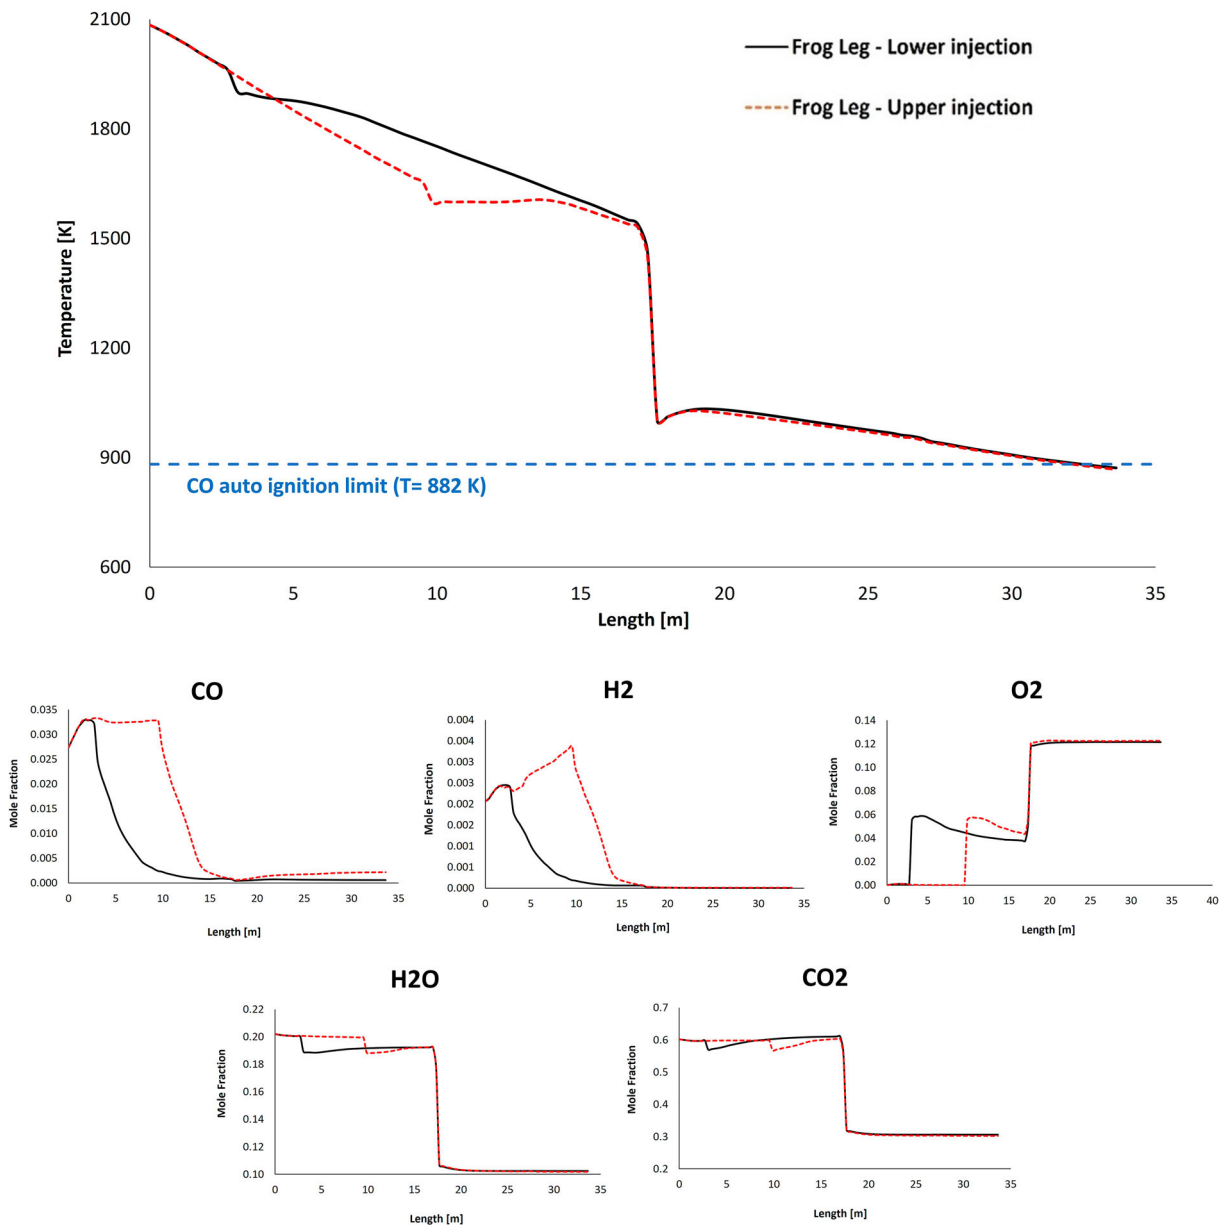 2100
1800
1500
1200
900
600
Temperature [K]
Frog Leg - Lower injection
Frog Leg - Upper injection
CO auto ignition limit (T= 882 K)
0 5 10 15 20 25 30 35
Length [m]
CO
0.035
0.030
0.025
0.020
0.015
0.010
0.005
0.000
Mole Fraction
0 5 10 15 20 25 30 35
Length [m]
H2
0.004
0.004
0.003
0.003
0.002
0.002
0.001
0.001
0.000
Mole Fraction
0 5 10 15 20 25 30 35
Length [m]
O2
0.14
0.12
0.10
0.08
0.06
0.04
0.02
0.00
Mole Fraction
0 5 10 15 20 25 30 35 40
Length [m]
H2O
0.22
0.20
0.18
0.16
0.14
0.12
0.10
Mole Fraction
0 5 10 15 20 25 30 35
Length [m]
CO2
0.7
0.6
0.5
0.4
0.3
0.2
Mole Fraction
0 5 10 15 20 25 30 35
Length [m]